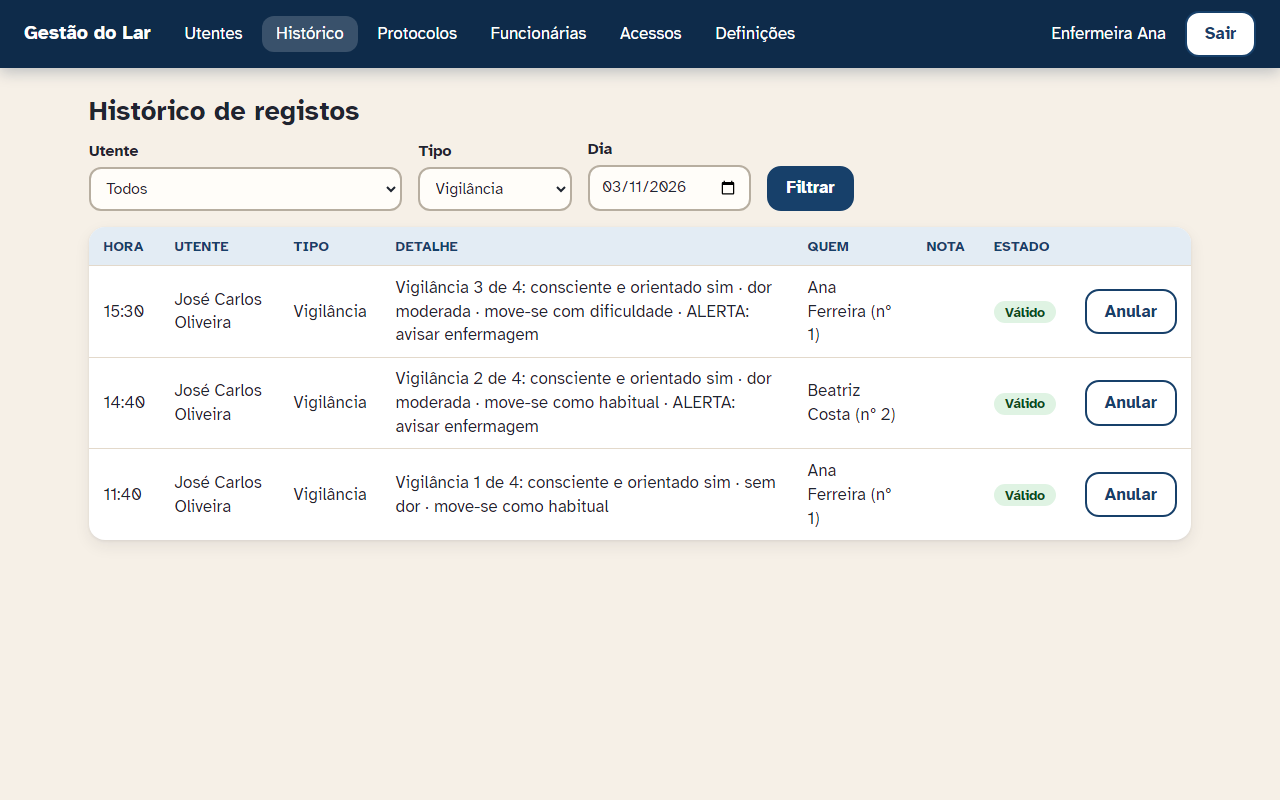 Gestão do Lar Utentes Histórico Protocolos Funcionárias Acessos Definições Enfermeira Ana Sair
Histórico de registos
Utente Tipo Dia
Todos Vigilância 03/11/2026 Filtrar
HORA UTENTE TIPO DETALHE QUEM NOTA ESTADO
15:30
José Carlos
Oliveira
Vigilância
Vigilância 3 de 4: consciente e orientado sim · dor
moderada · move-se com dificuldade · ALERTA:
avisar enfermagem
Ana
Ferreira (nº
1)
Válido
Anular
14:40
José Carlos
Oliveira
Vigilância
Vigilância 2 de 4: consciente e orientado sim · dor
moderada · move-se como habitual · ALERTA:
avisar enfermagem
Beatriz
Costa (nº 2)
Válido
Anular
11:40
José Carlos
Oliveira
Vigilância
Vigilância 1 de 4: consciente e orientado sim · sem
dor · move-se como habitual
Ana
Ferreira (nº
1)
Válido
Anular